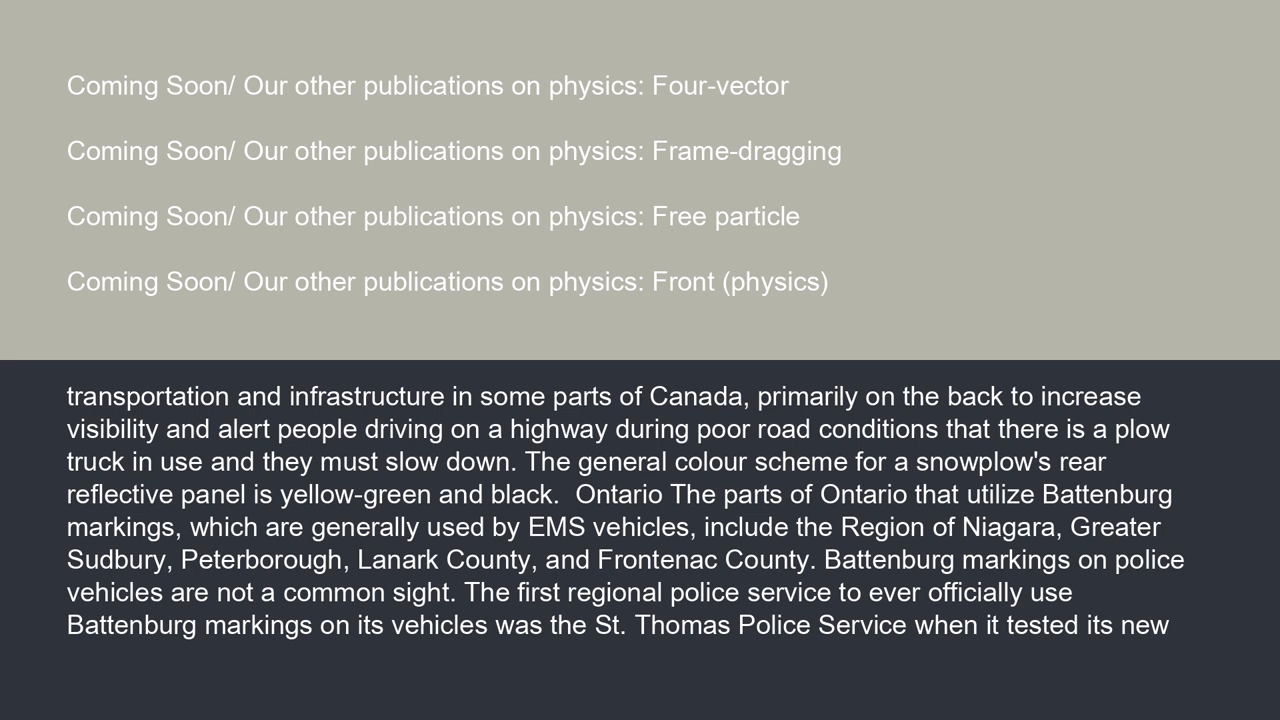 Coming Soon/ Our other publications on physics: Four-vector
Coming Soon/ Our other publications on physics: Frame-dragging
Coming Soon/ Our other publications on physics: Free particle
Coming Soon/ Our other publications on physics: Front (physics)
transportation and infrastructure in some parts of Canada, primarily on the back to increase
visibility and alert people driving on a highway during poor road conditions that there is a plow
truck in use and they must slow down. The general colour scheme for a snowplow's rear
reflective panel is yellow-green and black.  Ontario The parts of Ontario that utilize Battenburg
markings, which are generally used by EMS vehicles, include the Region of Niagara, Greater
Sudbury, Peterborough, Lanark County, and Frontenac County. Battenburg markings on police
vehicles are not a common sight. The first regional police service to ever officially use
Battenburg markings on its vehicles was the St. Thomas Police Service when it tested its new